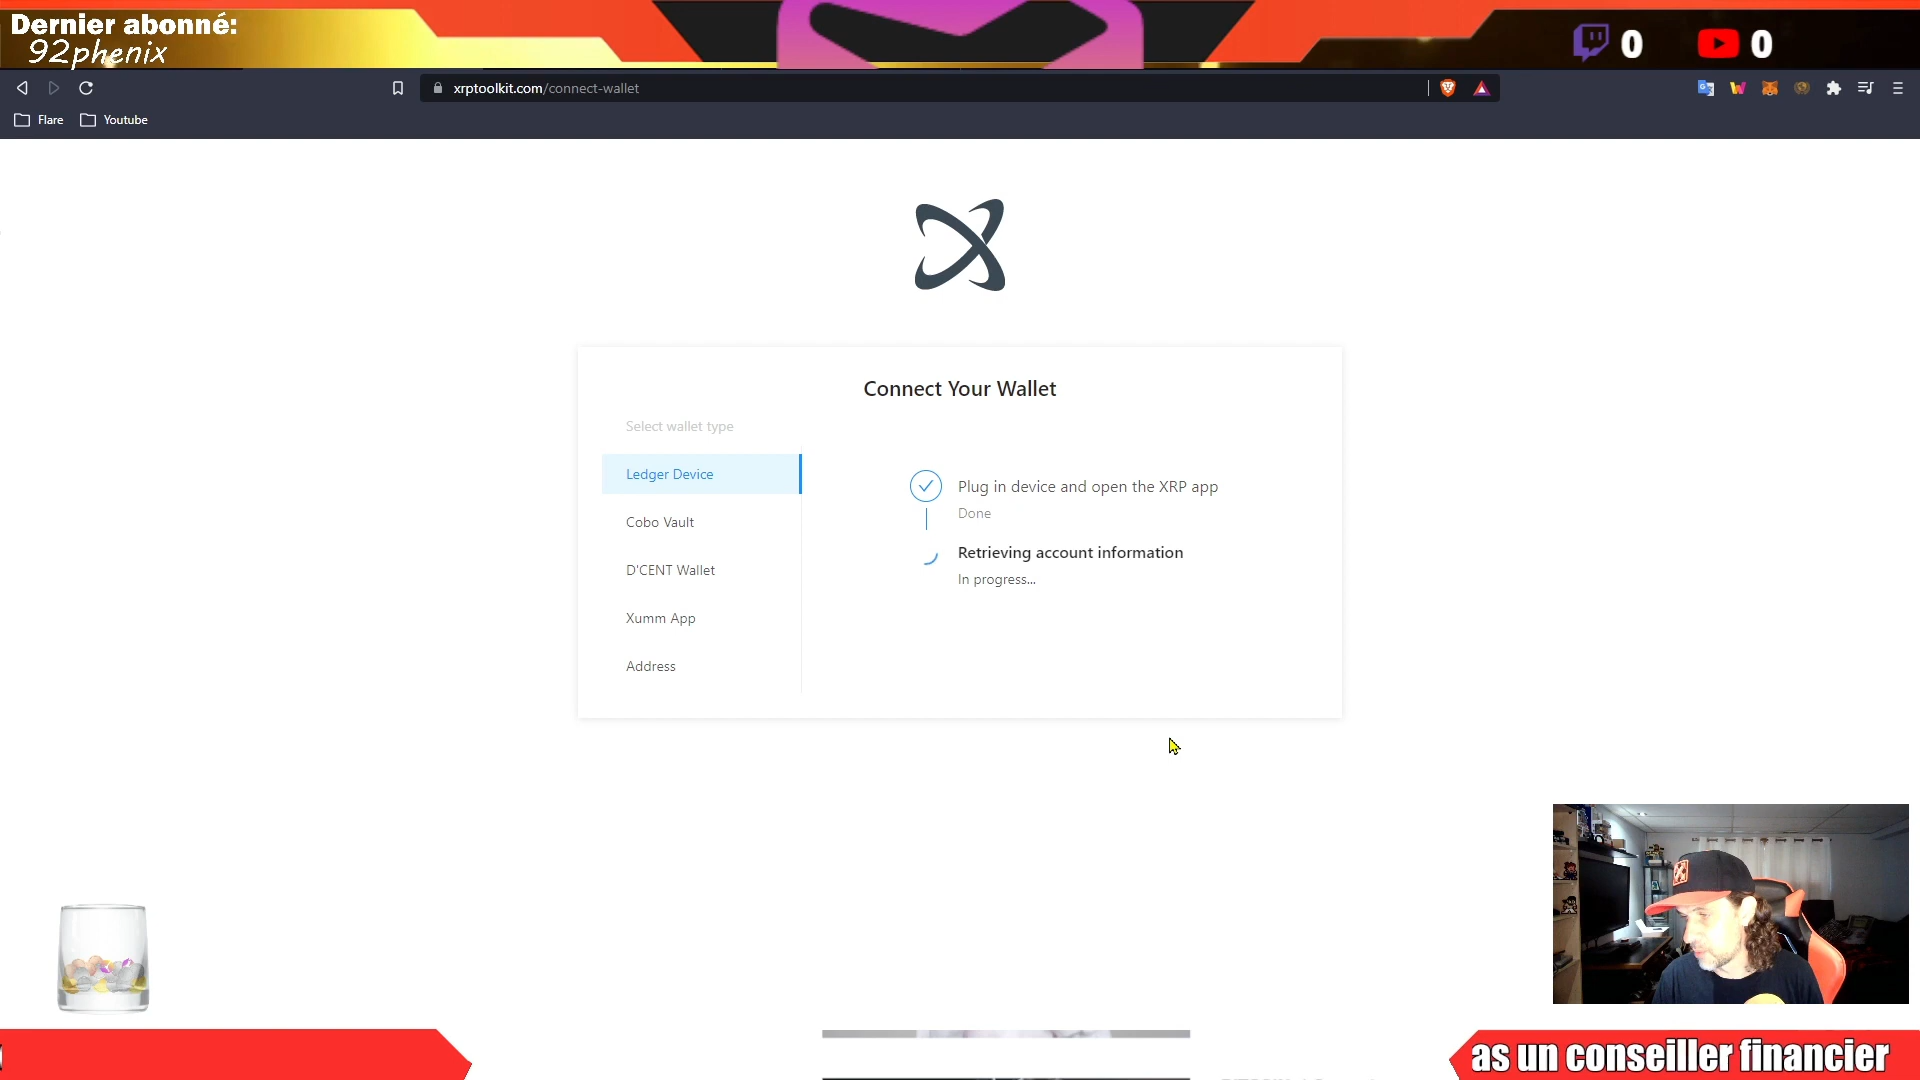 Dernier abonné:
92phenix
0
0
xrptoolkit.com/connect-wallet
Flare
Youtube
Connect Your Wallet
Select wallet type
Ledger Device
Cobo Vault
D'CENT Wallet
Xumm App
Address
Plug in device and open the XRP app
Done
Retrieving account information
In progress...
as un conseiller financier